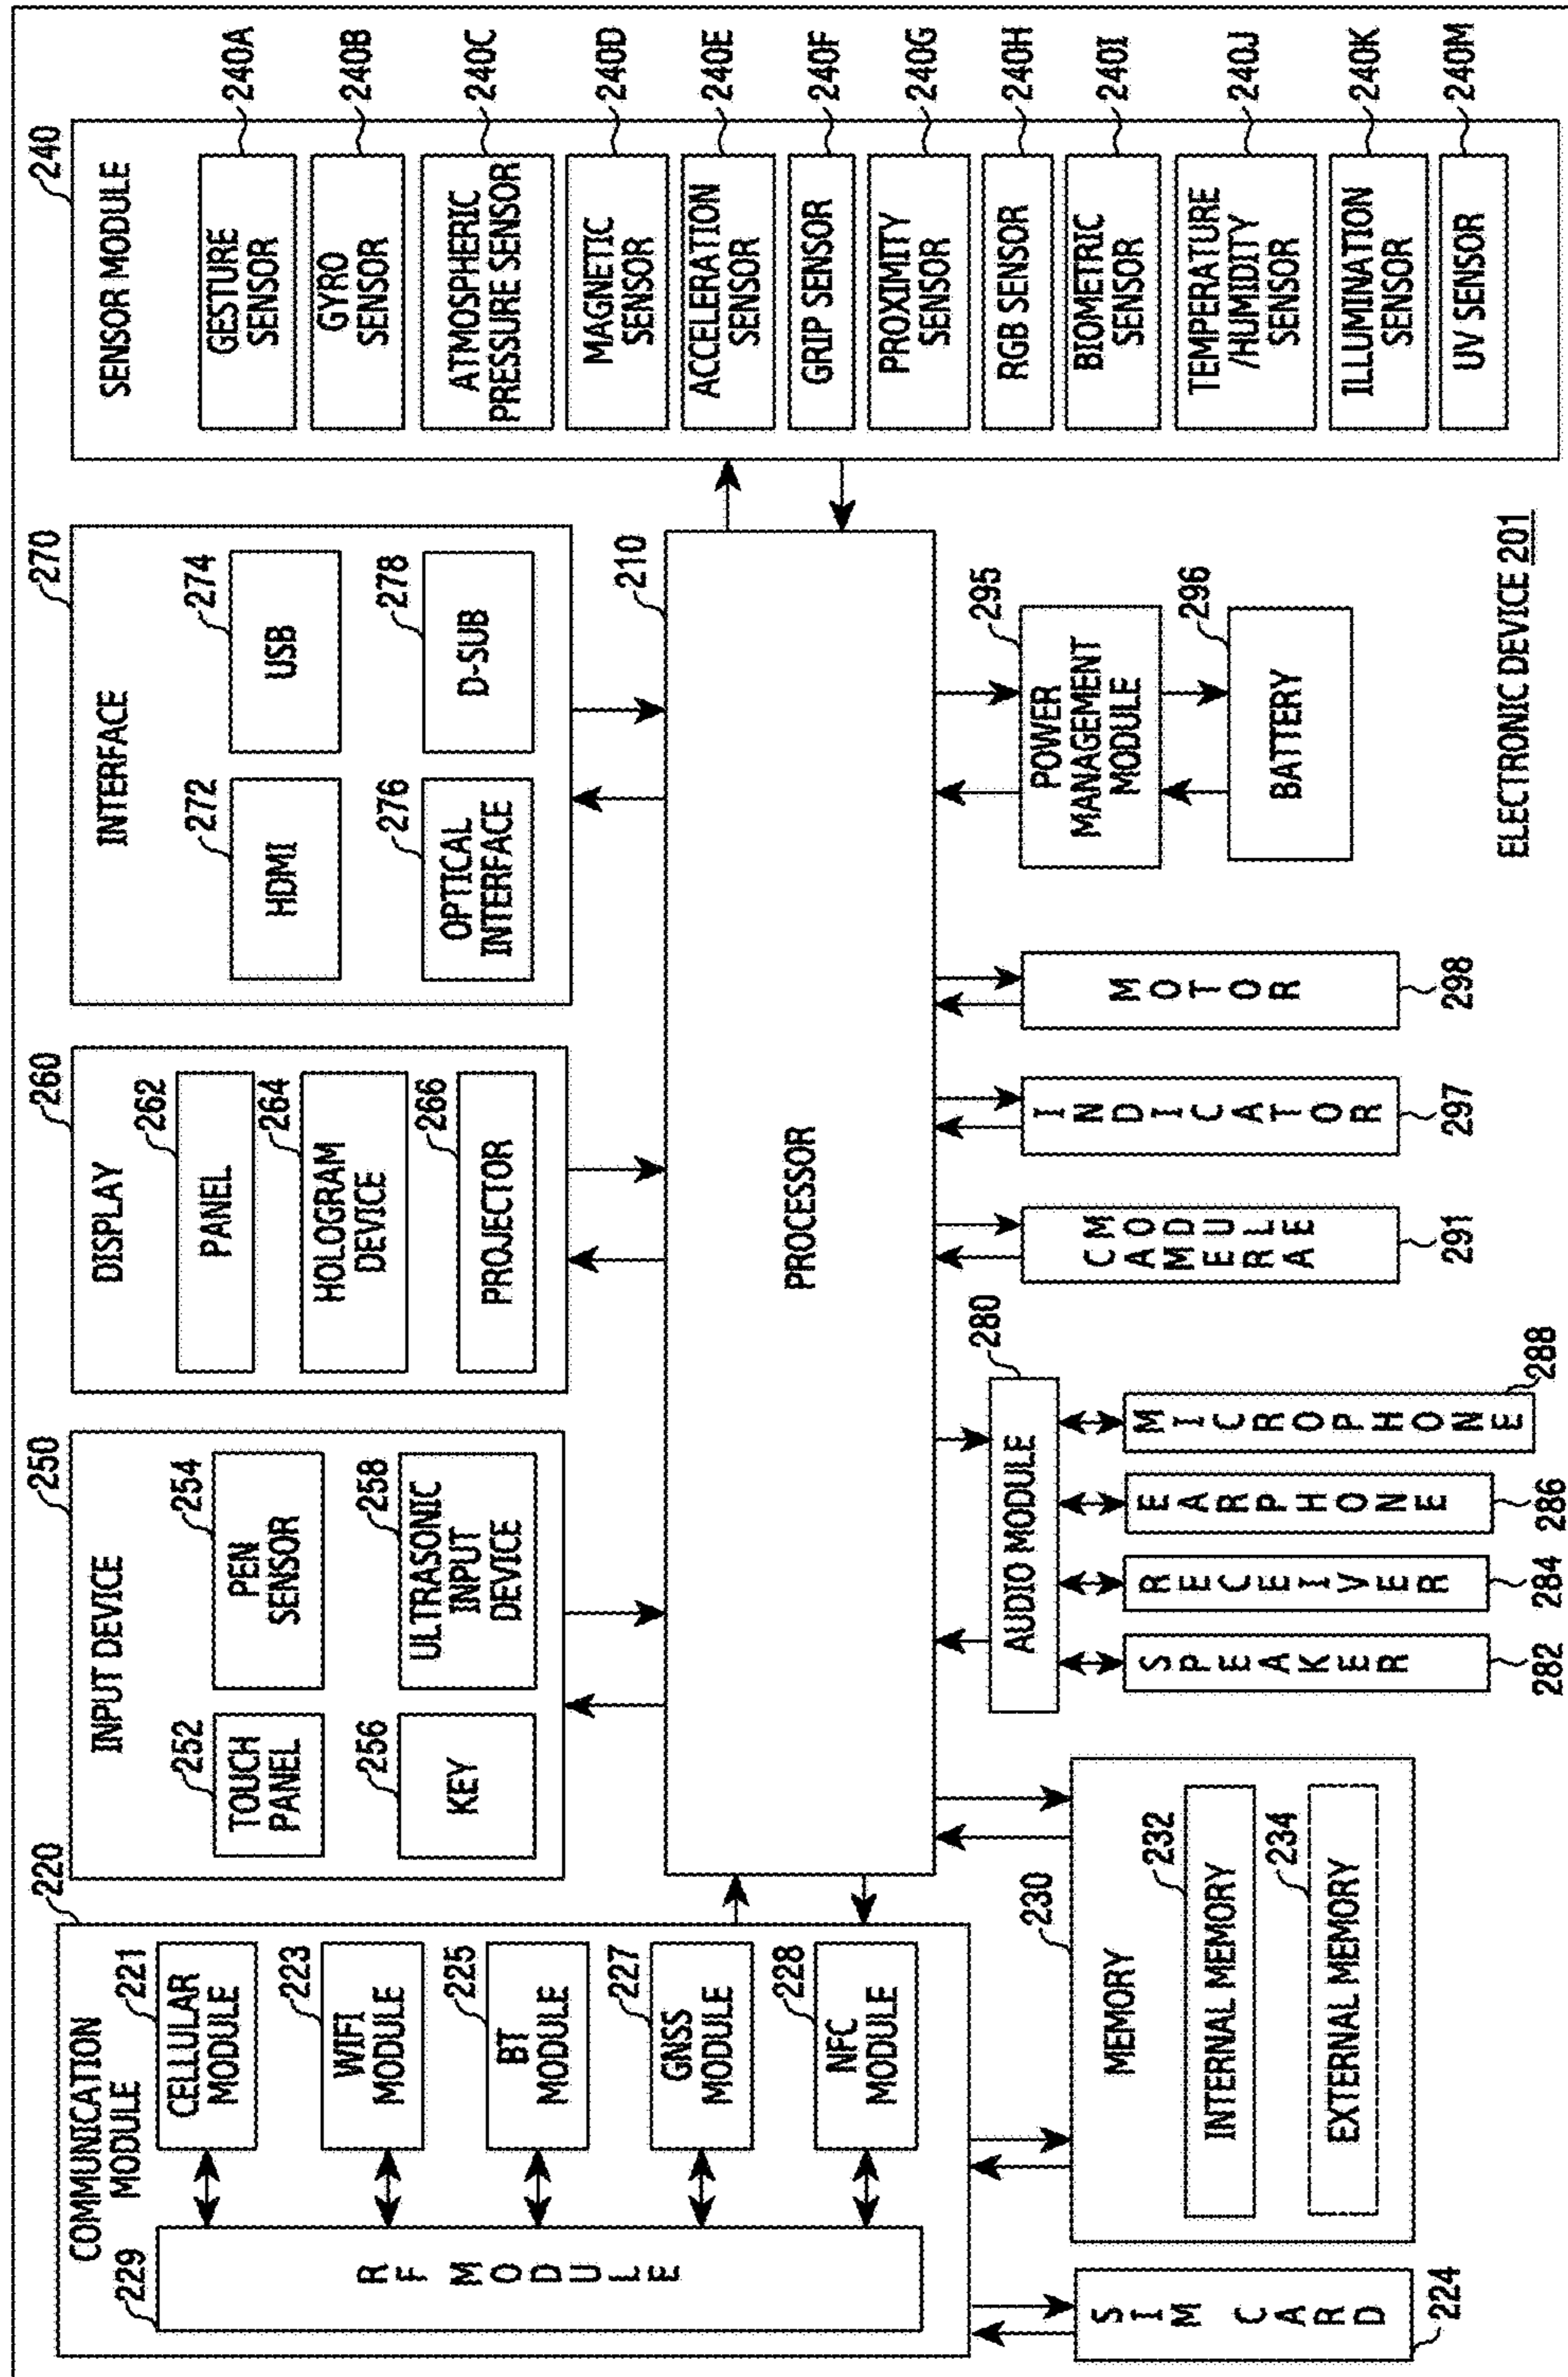 COMMUNICATION
MODULE
220
229
RF MODULE
221
CELLULAR
MODULE
223
WIFI
MODULE
225
BT
MODULE
227
GNSS
MODULE
228
NFC
MODULE
250
INPUT DEVICE
252
TOUCH
PANEL
254
PEN
SENSOR
256
KEY
258
ULTRASONIC
INPUT
DEVICE
260
DISPLAY
262
PANEL
264
HOLOGRAM
DEVICE
266
PROJECTOR
270
INTERFACE
272
HDMI
274
USB
276
OPTICAL
INTERFACE
278
D-SUB
240
SENSOR MODULE
GESTURE
SENSOR
240A
GYRO
SENSOR
240B
ATMOSPHERIC
PRESSURE SENSOR
240C
MAGNETIC
SENSOR
240D
ACCELERATION
SENSOR
240E
GRIP SENSOR
240F
PROXIMITY
SENSOR
240G
RGB SENSOR
240H
BIOMETRIC
SENSOR
240I
TEMPERATURE
/HUMIDITY
SENSOR
240J
ILLUMINATION
SENSOR
240K
UV SENSOR
240M
210
PROCESSOR
SIM CARD
224
230
MEMORY
232
INTERNAL MEMORY
234
EXTERNAL MEMORY
280
AUDIO MODULE
SPEAKER
282
RECEIVER
284
EARPHONE
286
MICROPHONE
288
CAMERA
MODULE
291
INDICATOR
297
MOTOR
298
295
POWER
MANAGEMENT
MODULE
296
BATTERY
ELECTRONIC DEVICE 201